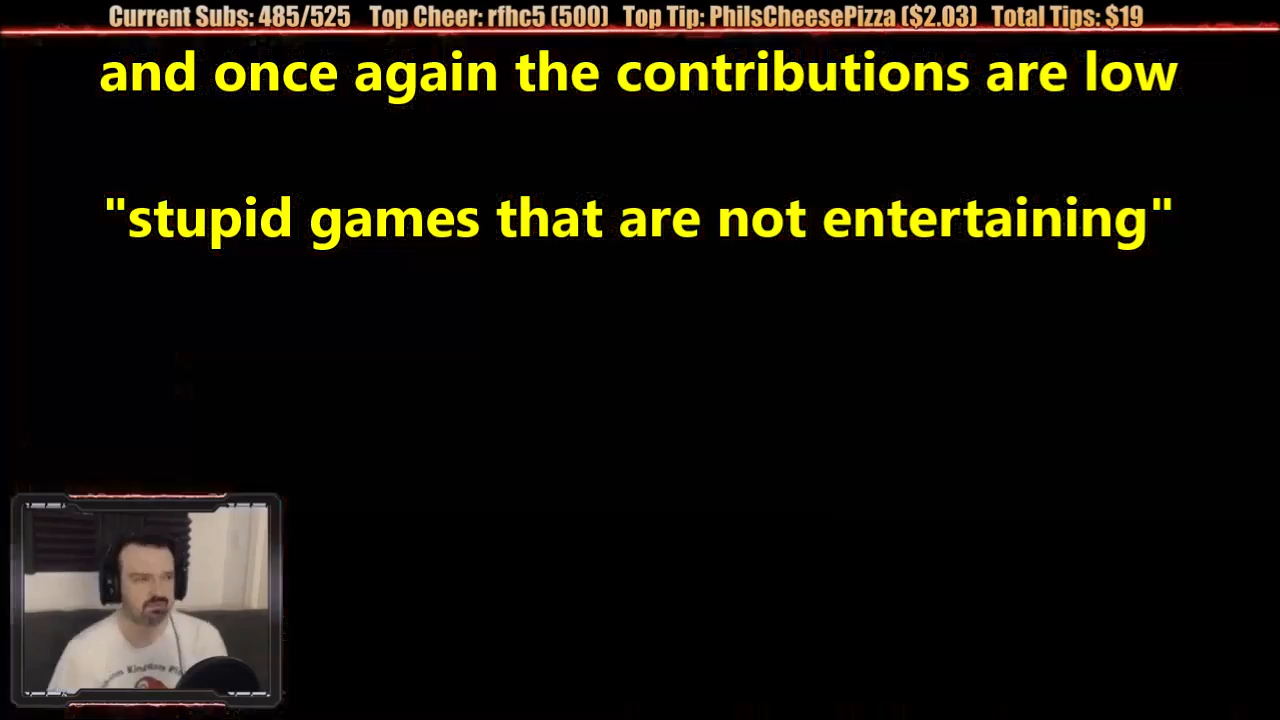 Current Subs: 485/525 Top Cheer: rfhc5 (500) Top Tip: PhilsCheesePizza ($2.03) Total Tips: $19
and once again the contributions are low
"stupid games that are not entertaining"
Kingdom